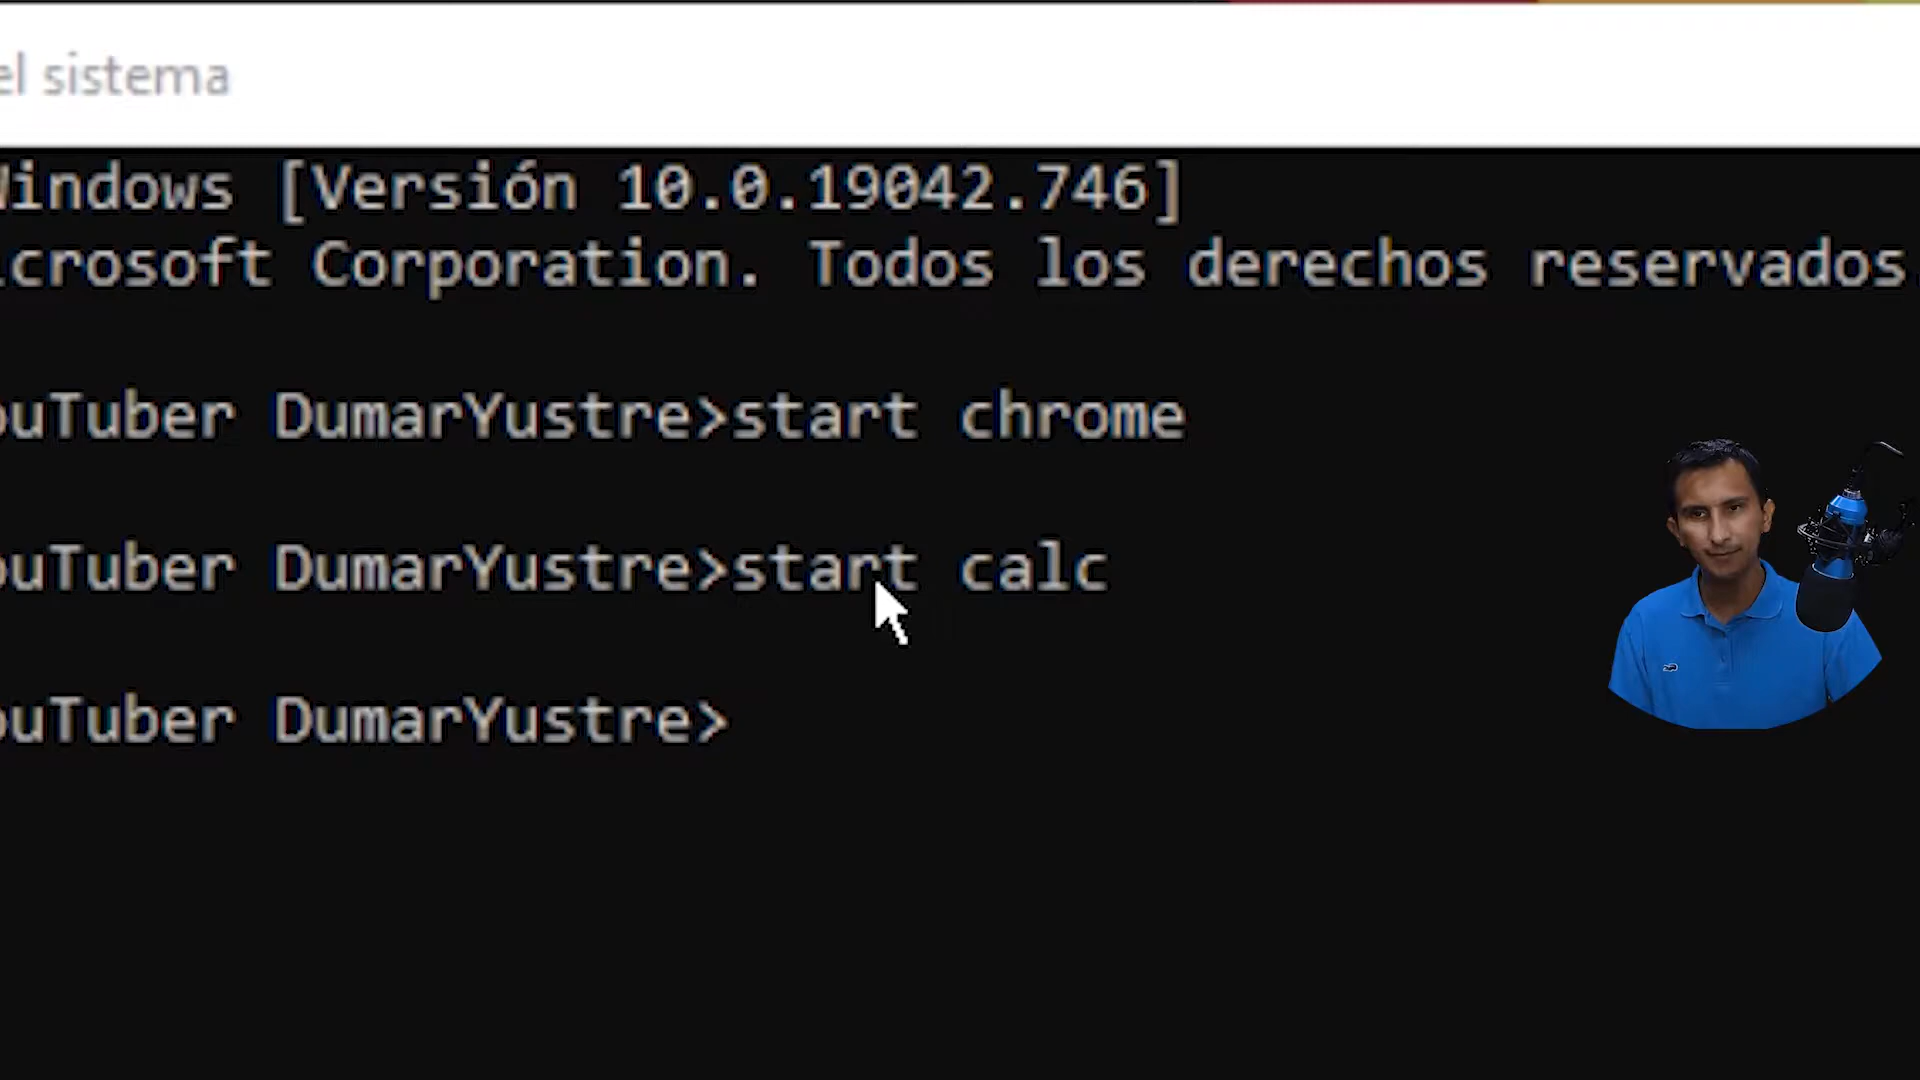 el sistema
Windows [Versión 10.0.19042.746]
icrosoft Corporation. Todos los derechos reservados.
ouTuber DumarYustre>start chrome
ouTuber DumarYustre>start calc
ouTuber DumarYustre>